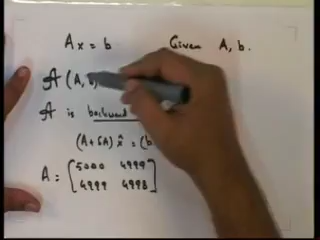 Ax = b Given A, b.
𝒜 (A, b)
𝒜 is backward
(A+δA) x̂ = (b
A = [5000 4999
4999 4998]